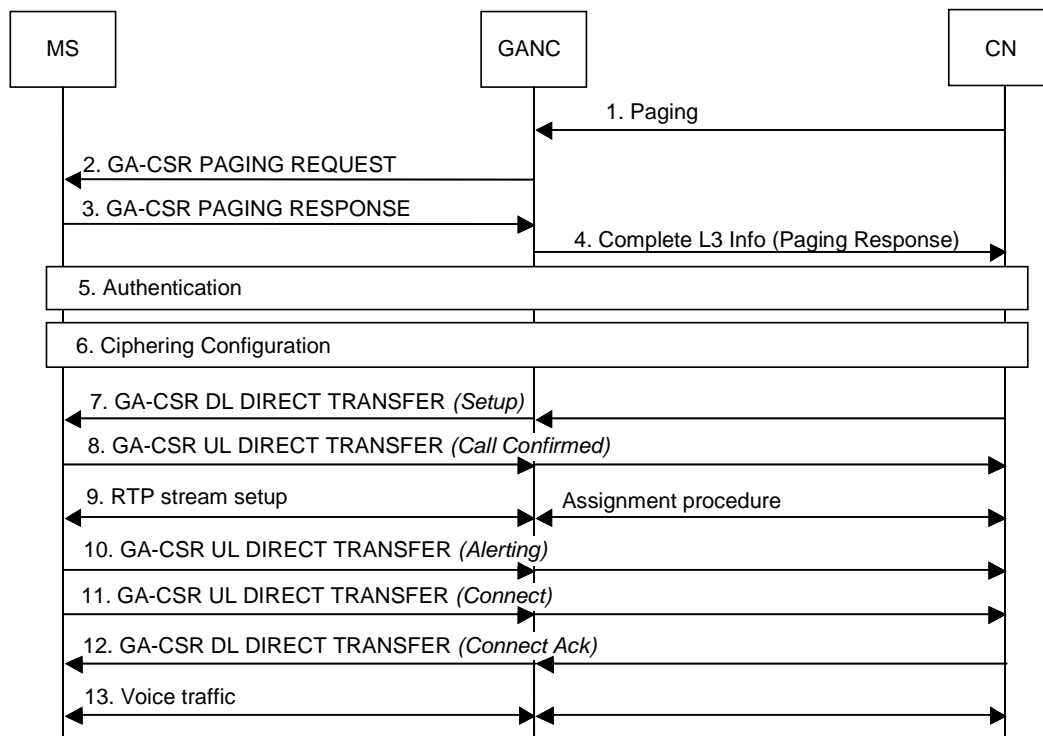 MS
GANC
CN
1. Paging
2. GA-CSR PAGING REQUEST
3. GA-CSR PAGING RESPONSE
4. Complete L3 Info (Paging Response)
5. Authentication
6. Ciphering Configuration
7. GA-CSR DL DIRECT TRANSFER (Setup)
8. GA-CSR UL DIRECT TRANSFER (Call Confirmed)
9. RTP stream setup
Assignment procedure
10. GA-CSR UL DIRECT TRANSFER (Alerting)
11. GA-CSR UL DIRECT TRANSFER (Connect)
12. GA-CSR DL DIRECT TRANSFER (Connect Ack)
13. Voice traffic